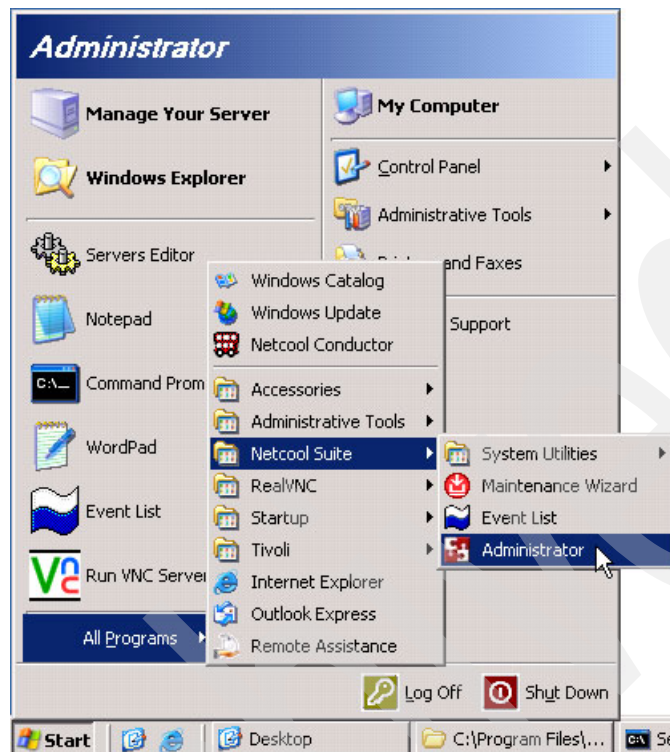 Administrator
Manage Your Server
Windows Explorer
Servers Editor
Notepad
C:\_ Command Prom
WordPad
Event List
Run VNC Server
All Programs
My Computer
Control Panel
Administrative Tools
and Faxes
Support
Windows Catalog
Windows Update
Netcool Conductor
Accessories
Administrative Tools
Netcool Suite
RealVNC
Startup
Tivoli
Internet Explorer
Outlook Express
Remote Assistance
System Utilities
Maintenance Wizard
Event List
Administrator
Log Off
Shut Down
Start
Desktop
C:\Program Files\...
Se